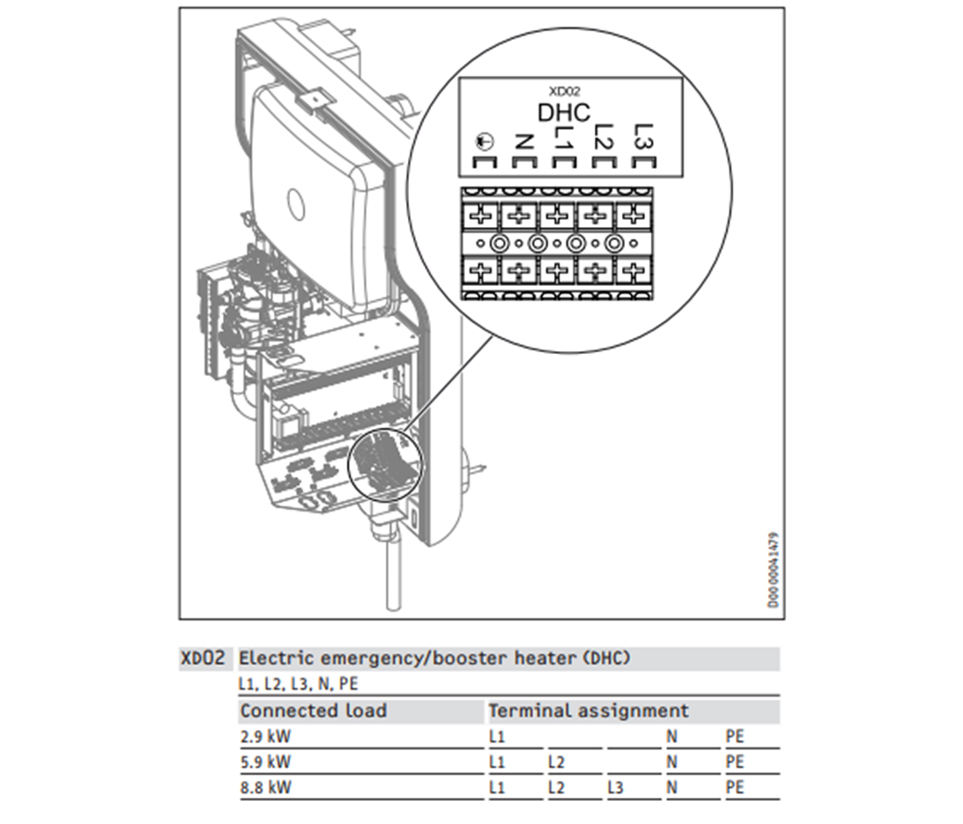 XD02
DHC
N L1 L2 L3
D0000041479
XD02 Electric emergency/booster heater (DHC)
L1, L2, L3, N, PE
Connected load Terminal assignment
2.9 kW L1 N PE
5.9 kW L1 L2 N PE
8.8 kW L1 L2 L3 N PE